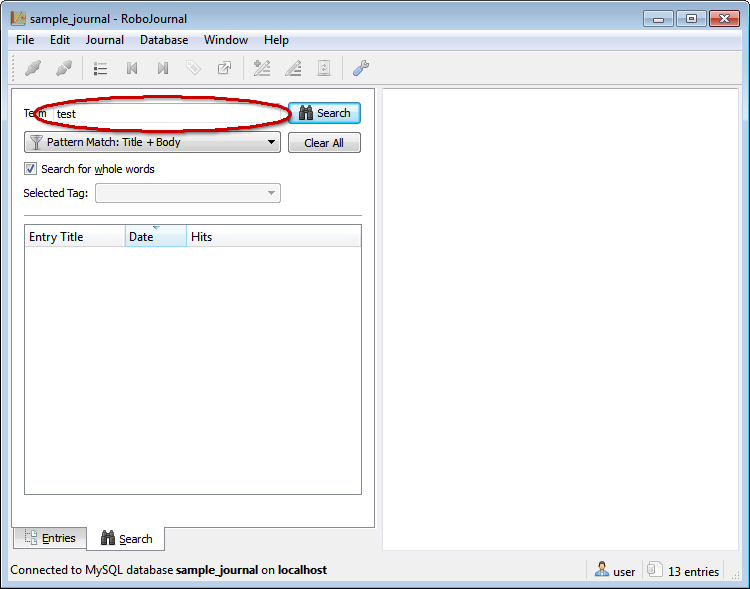 sample_journal - RoboJournal
File Edit Journal Database Window Help
Term test Search
Pattern Match: Title + Body Clear All
Search for whole words
Selected Tag:
Entry Title Date Hits
Entries Search
Connected to MySQL database sample_journal on localhost user 13 entries